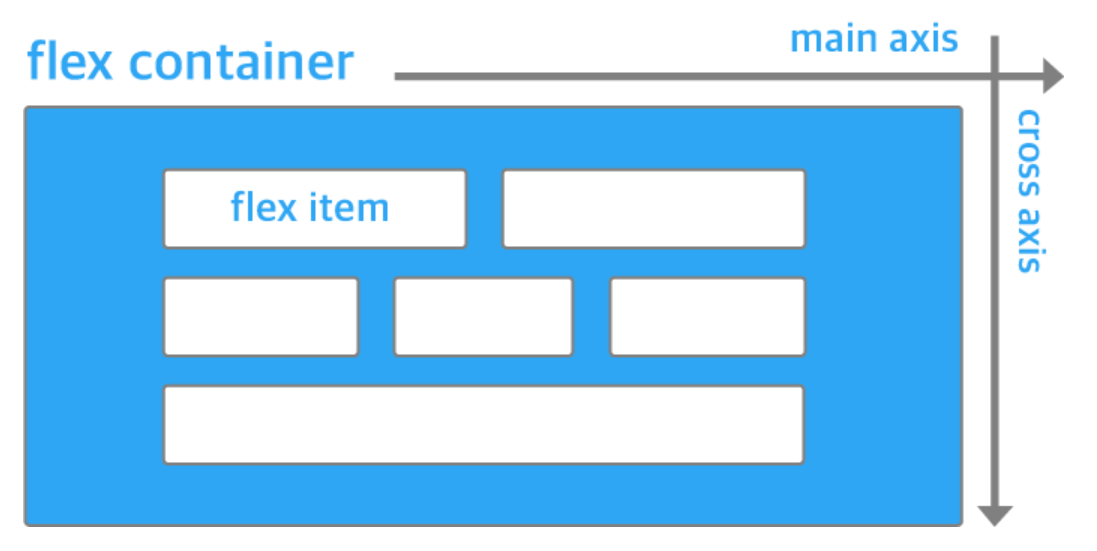 flex container
main axis
cross axis
flex item